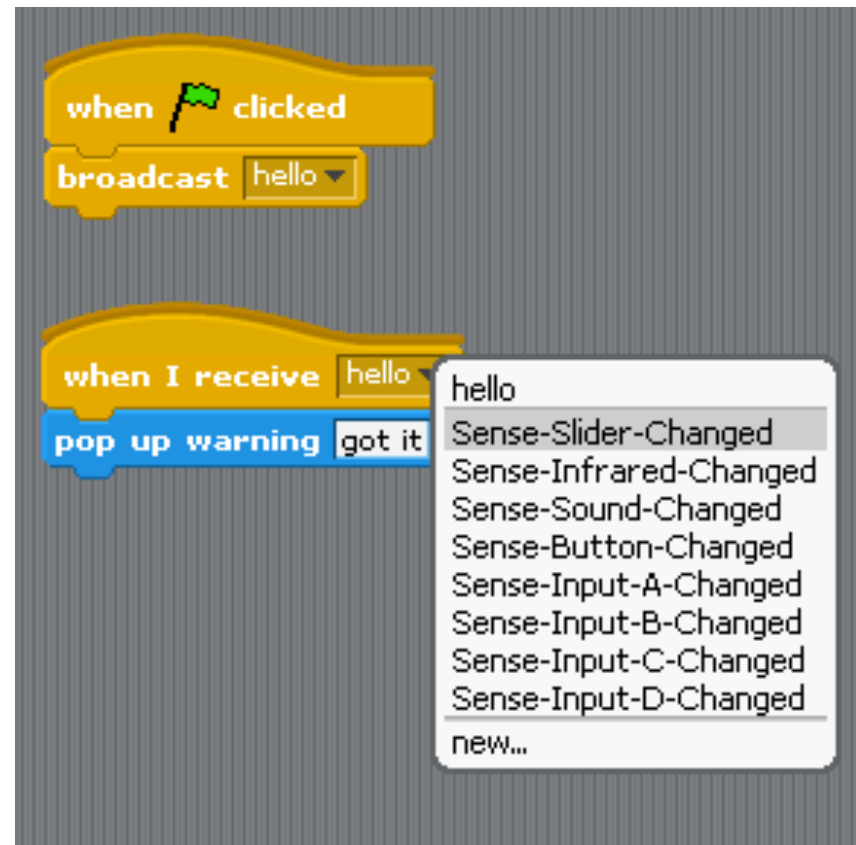 when clicked
broadcast hello
when I receive hello
pop up warning got it
hello
Sense-Slider-Changed
Sense-Infrared-Changed
Sense-Sound-Changed
Sense-Button-Changed
Sense-Input-A-Changed
Sense-Input-B-Changed
Sense-Input-C-Changed
Sense-Input-D-Changed
new...